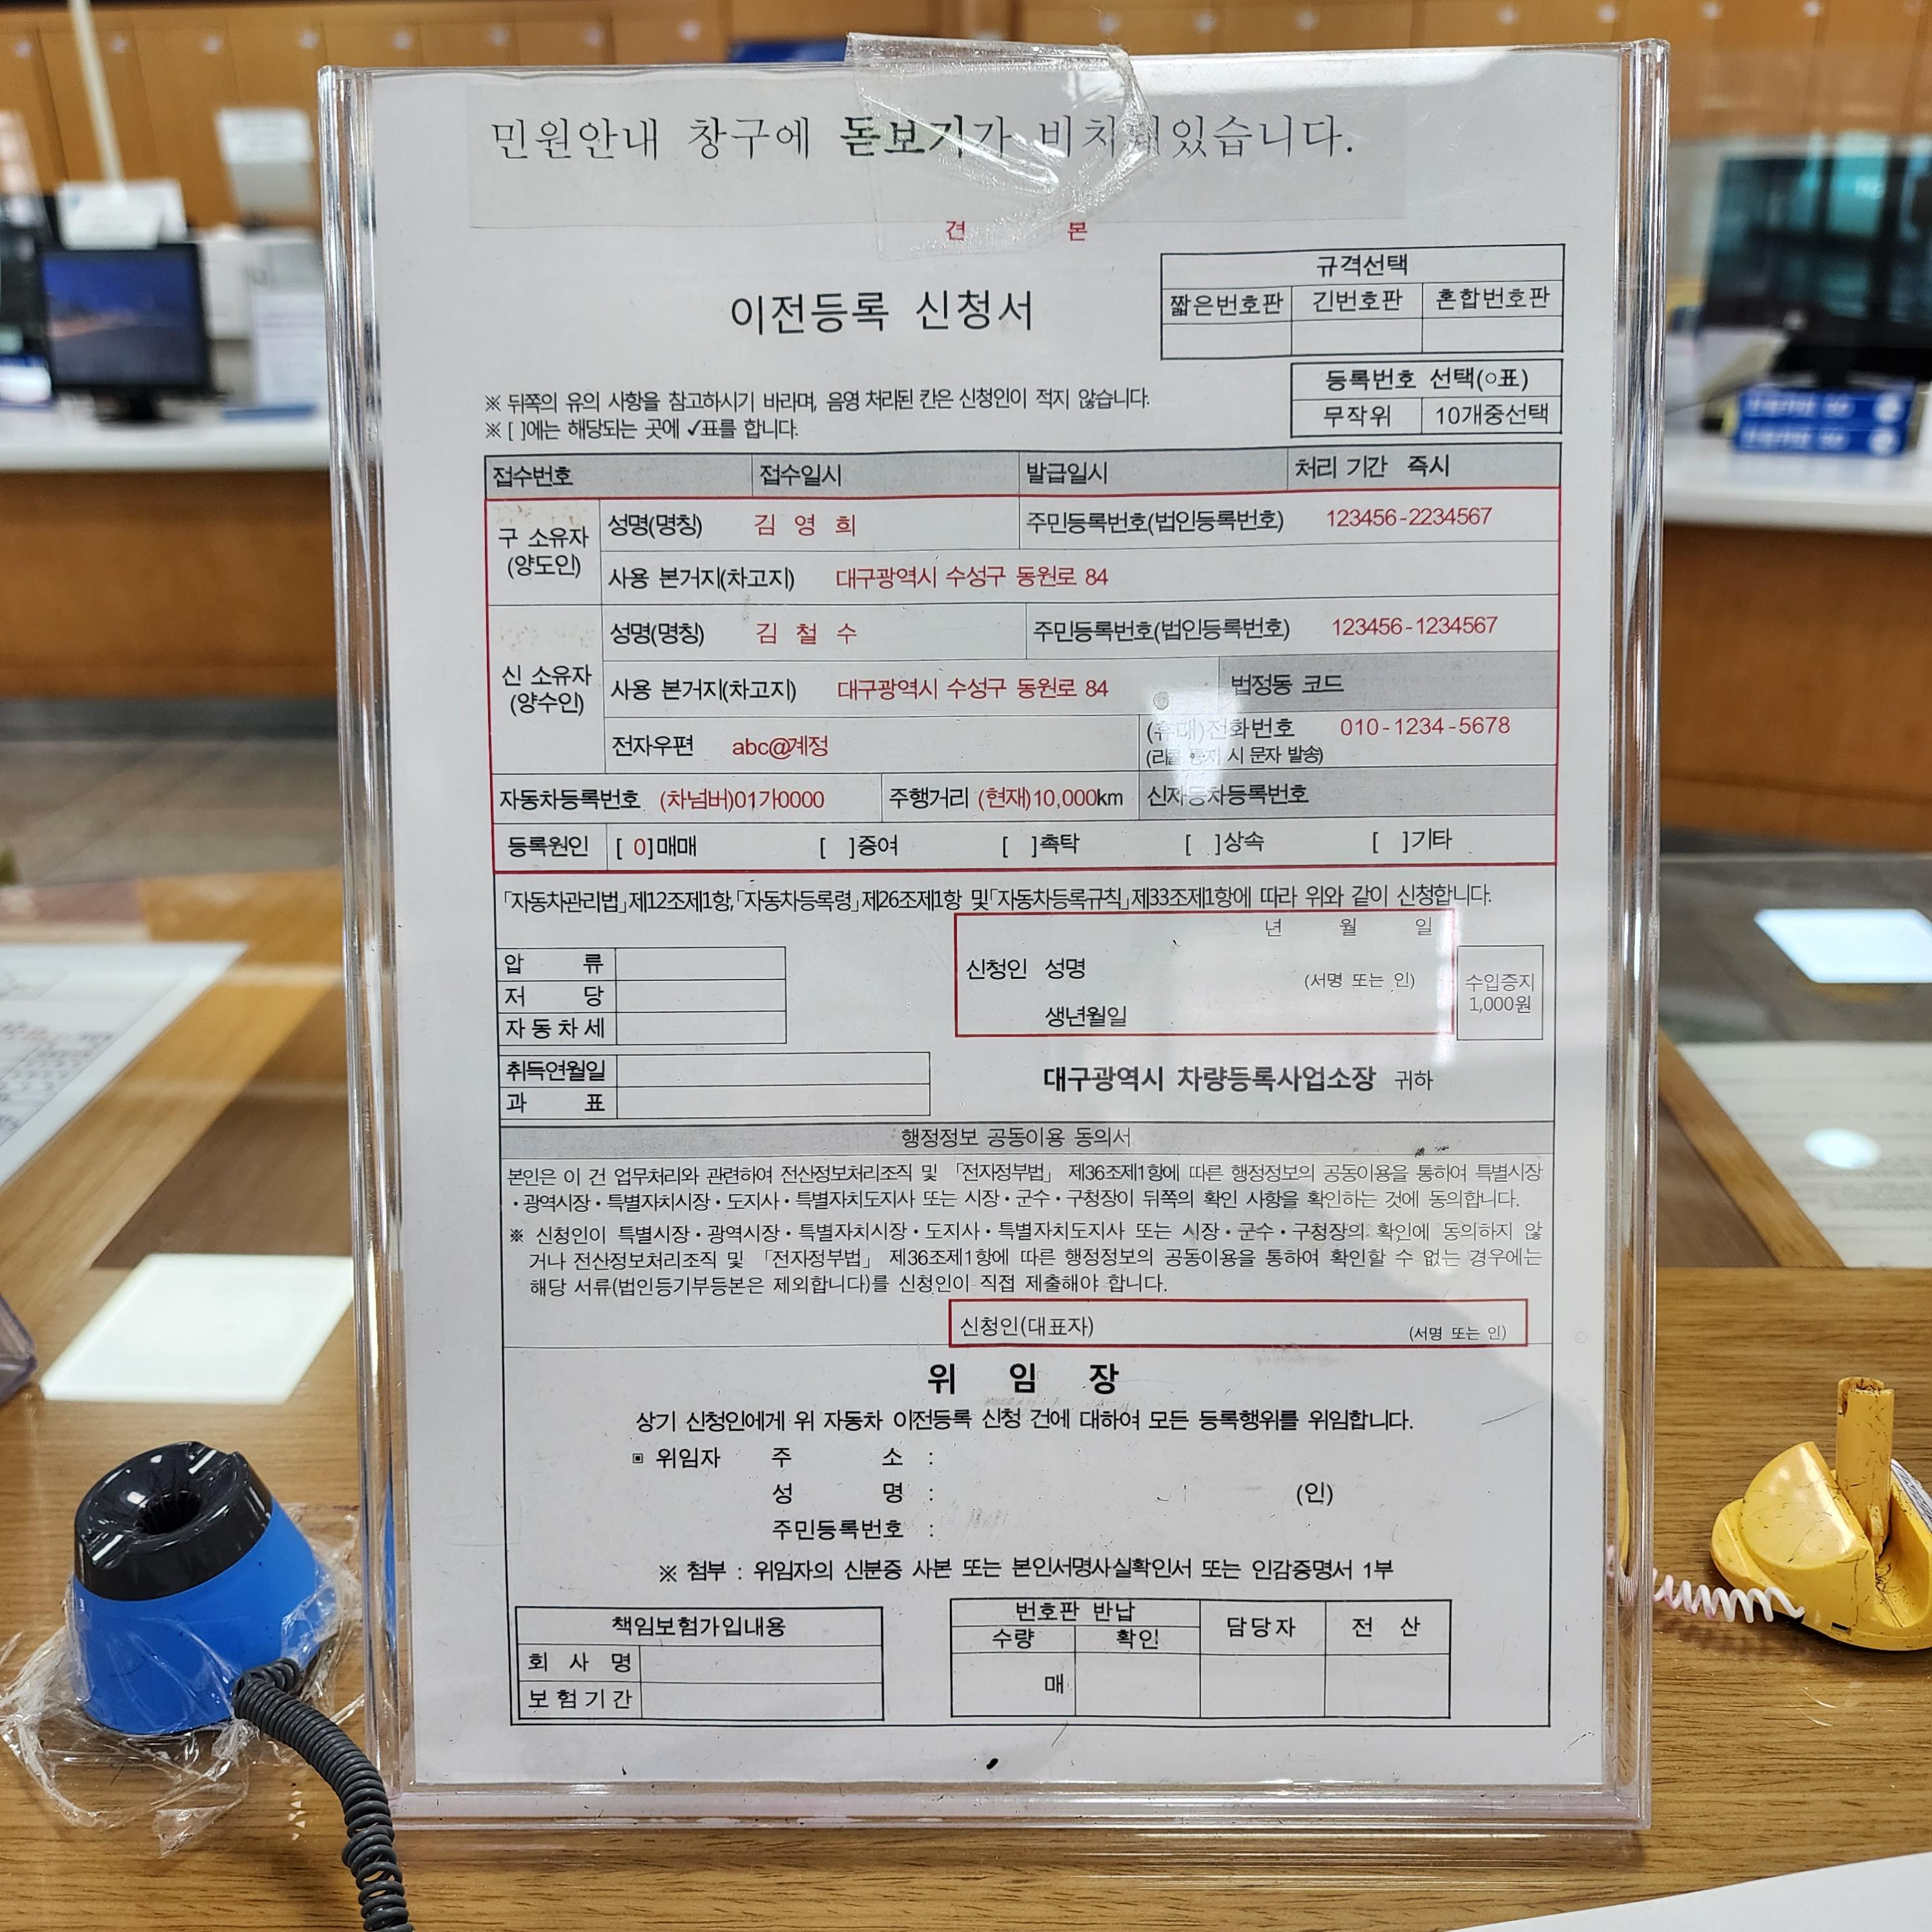 민원안내 창구에 돋보기가 비치되있습니다.
견 본
이전등록 신청서
규격선택
짧은번호판 긴번호판 혼합번호판
등록번호 선택(○표)
무작위 10개중선택
※ 뒤쪽의 유의 사항을 참고하시기 바라며, 음영 처리된 칸은 신청인이 적지 않습니다.
※ [ ]에는 해당되는 곳에 ✓표를 합니다.
접수번호 접수일시 발급일시 처리 기간 즉시
구 소유자
(양도인)
성명(명칭) 김 영 희 주민등록번호(법인등록번호) 123456-2234567
사용 본거지(차고지) 대구광역시 수성구 동원로 84
신 소유자
(양수인)
성명(명칭) 김 철 수 주민등록번호(법인등록번호) 123456-1234567
사용 본거지(차고지) 대구광역시 수성구 동원로 84 법정동 코드
전자우편 abc@계정 (휴대)전화번호 010-1234-5678
(리콜 통지 시 문자 발송)
자동차등록번호 (차넘버)01가0000 주행거리 (현재)10,000km 신자동차등록번호
등록원인 [ 0]매매 [ ]증여 [ ]촉탁 [ ]상속 [ ]기타
「자동차관리법」제12조제1항,「자동차등록령」제26조제1항 및「자동차등록규칙」제33조제1항에 따라 위와 같이 신청합니다.
년 월 일
신청인 성명 (서명 또는 인)
생년월일
수입증지
1,000원
압 류
저 당
자동차세
취득연월일
과 표
대구광역시 차량등록사업소장 귀하
행정정보 공동이용 동의서
본인은 이 건 업무처리와 관련하여 전산정보처리조직 및 「전자정부법」 제36조제1항에 따른 행정정보의 공동이용을 통하여 특별시장
·광역시장·특별자치시장·도지사·특별자치도지사 또는 시장·군수·구청장이 뒤쪽의 확인 사항을 확인하는 것에 동의합니다.
※ 신청인이 특별시장·광역시장·특별자치시장·도지사·특별자치도지사 또는 시장·군수·구청장의 확인에 동의하지 않
거나 전산정보처리조직 및 「전자정부법」 제36조제1항에 따른 행정정보의 공동이용을 통하여 확인할 수 없는 경우에는
해당 서류(법인등기부등본은 제외합니다)를 신청인이 직접 제출해야 합니다.
신청인(대표자) (서명 또는 인)
위 임 장
상기 신청인에게 위 자동차 이전등록 신청 건에 대하여 모든 등록행위를 위임합니다.
▣ 위임자 주 소 :
성 명 : (인)
주민등록번호 :
※ 첨부 : 위임자의 신분증 사본 또는 본인서명사실확인서 또는 인감증명서 1부
책임보험가입내용
회 사 명
보험기간
번호판 반납 담당자 전 산
수량 확인
매